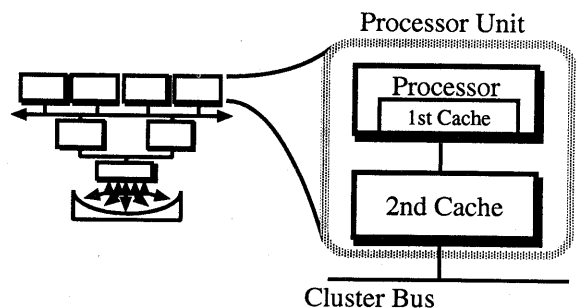 Processor Unit
Processor
1st Cache
2nd Cache
Cluster Bus